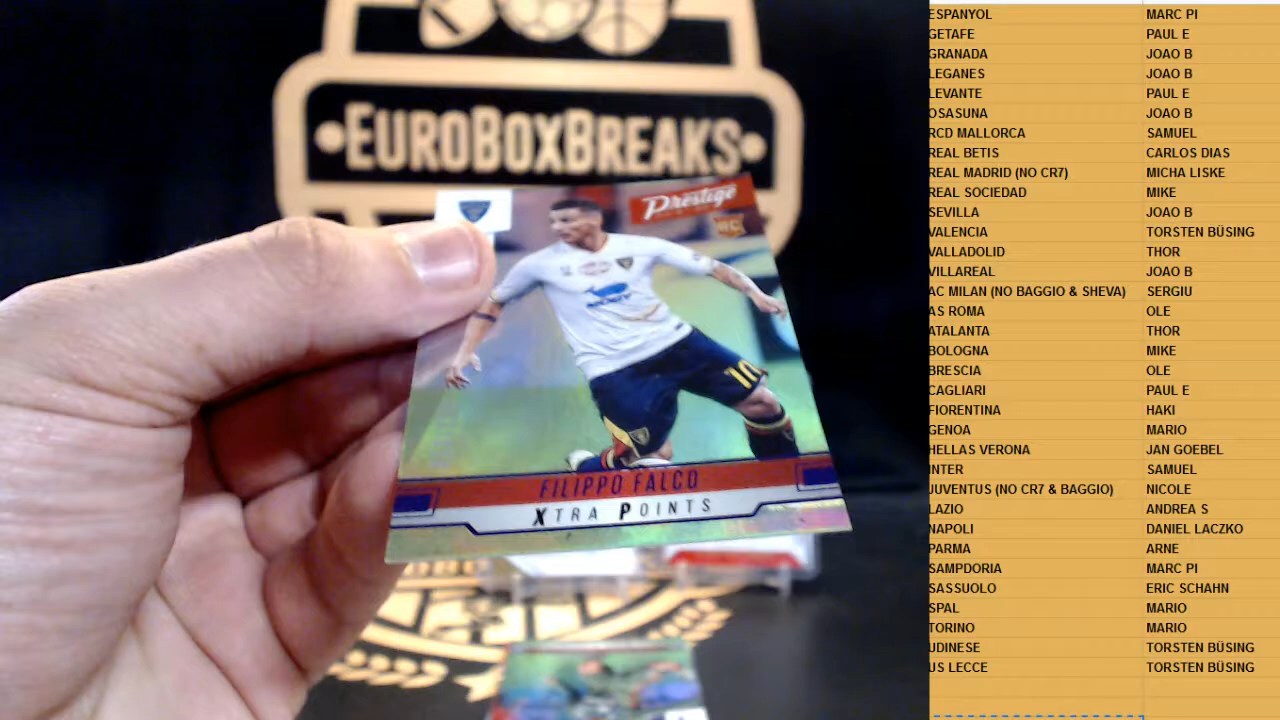 EUROBOXBREAKS
Prestige
RC
10
FILIPPO FALCO
XTRA POINTS
ESPANYOL MARC PI
GETAFE PAUL E
GRANADA JOAO B
LEGANES JOAO B
LEVANTE PAUL E
OSASUNA JOAO B
RCD MALLORCA SAMUEL
REAL BETIS CARLOS DIAS
REAL MADRID (NO CR7) MICHA LISKE
REAL SOCIEDAD MIKE
SEVILLA JOAO B
VALENCIA TORSTEN BÜSING
VALLADOLID THOR
VILLAREAL JOAO B
AC MILAN (NO BAGGIO & SHEVA) SERGIU
AS ROMA OLE
ATALANTA THOR
BOLOGNA MIKE
BRESCIA OLE
CAGLIARI PAUL E
FIORENTINA HAKI
GENOA MARIO
HELLAS VERONA JAN GOEBEL
INTER SAMUEL
JUVENTUS (NO CR7 & BAGGIO) NICOLE
LAZIO ANDREA S
NAPOLI DANIEL LACZKO
PARMA ARNE
SAMPDORIA MARC PI
SASSUOLO ERIC SCHAHN
SPAL MARIO
TORINO MARIO
UDINESE TORSTEN BÜSING
US LECCE TORSTEN BÜSING